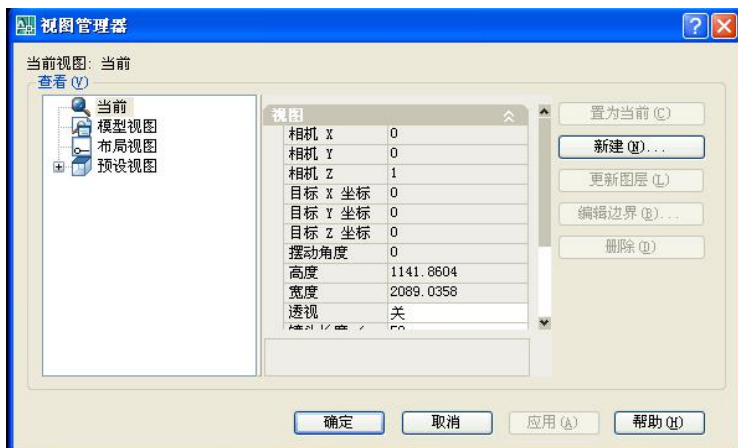 视图管理器
当前视图: 当前
查看(V)
当前
模型视图
布局视图
预设视图
视图
相机 X 0
相机 Y 0
相机 Z 1
目标 X 坐标 0
目标 Y 坐标 0
目标 Z 坐标 0
摆动角度 0
高度 1141.8604
宽度 2089.0358
透视 关
置为当前(C)
新建(N)...
更新图层(L)
编辑边界(B)...
删除(D)
确定
取消
应用(A)
帮助(H)